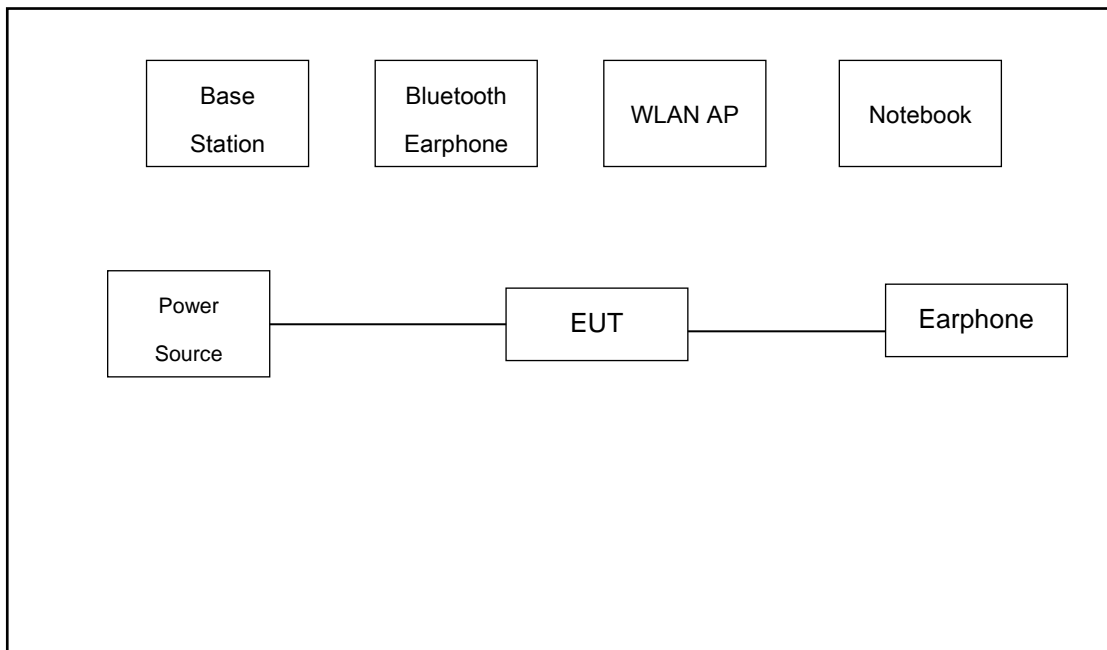 Base
Station
Bluetooth
Earphone
WLAN AP
Notebook
Power
Source
EUT
Earphone